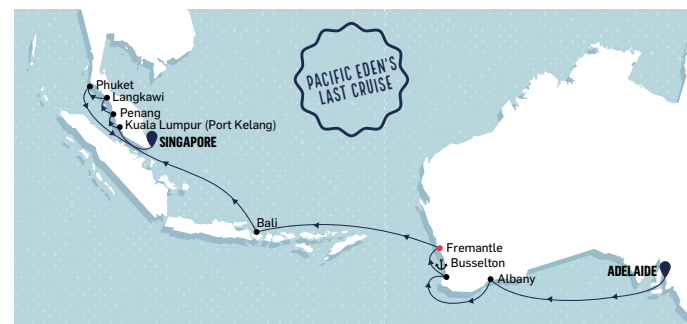 PACIFIC EDEN'S
LAST CRUISE
Phuket
Langkawi
Penang
Kuala Lumpur (Port Kelang)
SINGAPORE
Bali
Fremantle
Busselton
Albany
ADELAIDE